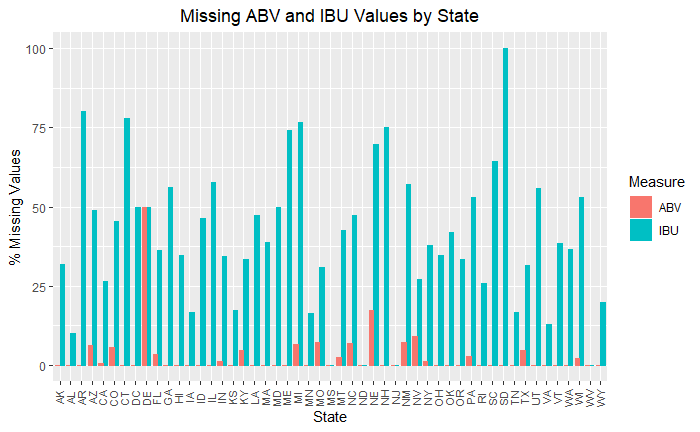 Missing ABV and IBU Values by State
100
75
50
25
0
% Missing Values
AK AL AR AZ CA CO CT DC DE FL GA HI IA ID IL IN KS KY LA MA MD ME MI MN MO MS MT NC ND NE NH NJ NM NV NY OH OK OR PA RI SC SD TN TX UT VA VT WA WI WV WY
State
Measure
ABV
IBU